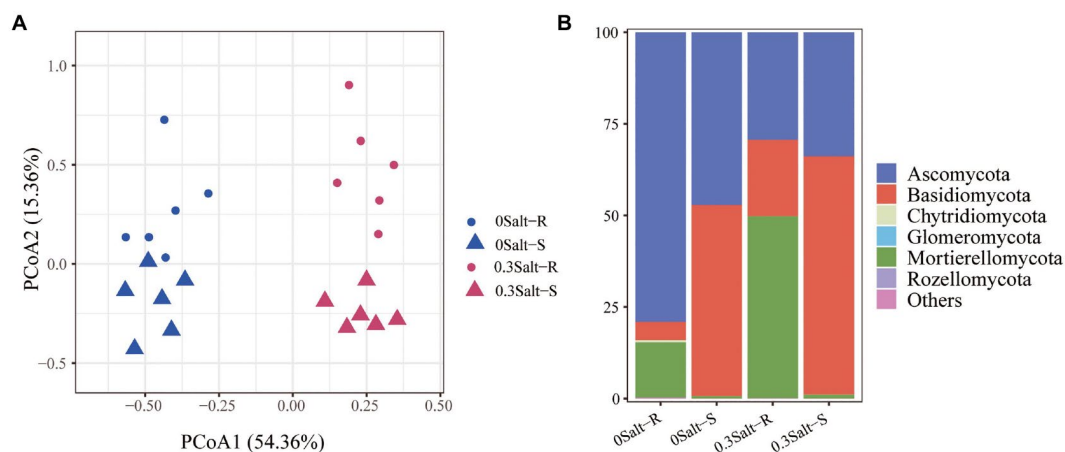 A
1.0
0.5
0.0
−0.5
PCoA2 (15.36%)
−0.50
−0.25
0.00
0.25
0.50
PCoA1 (54.36%)
0Salt−R
0Salt−S
0.3Salt−R
0.3Salt−S
B
100
75
50
25
0
0Salt−R
0Salt−S
0.3Salt−R
0.3Salt−S
Ascomycota
Basidiomycota
Chytridiomycota
Glomeromycota
Mortierellomycota
Rozellomycota
Others